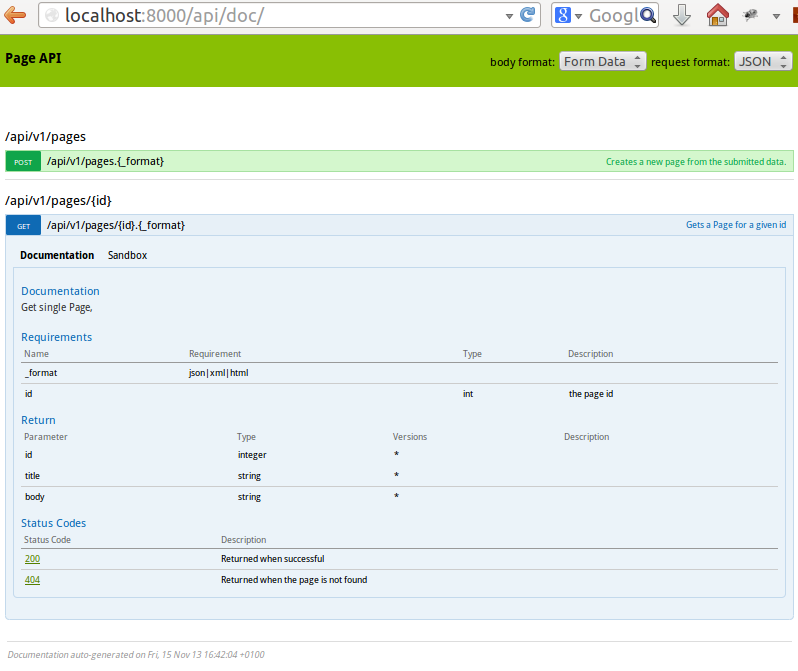 localhost:8000/api/doc/
Googl
Page API
body format: Form Data request format: JSON
/api/v1/pages
POST /api/v1/pages.{_format} Creates a new page from the submitted data.
/api/v1/pages/{id}
GET /api/v1/pages/{id}.{_format} Gets a Page for a given id
Documentation Sandbox
Documentation
Get single Page,
Requirements
Name Requirement Type Description
_format json|xml|html
id int the page id
Return
Parameter Type Versions Description
id integer *
title string *
body string *
Status Codes
Status Code Description
200 Returned when successful
404 Returned when the page is not found
Documentation auto-generated on Fri, 15 Nov 13 16:42:04 +0100